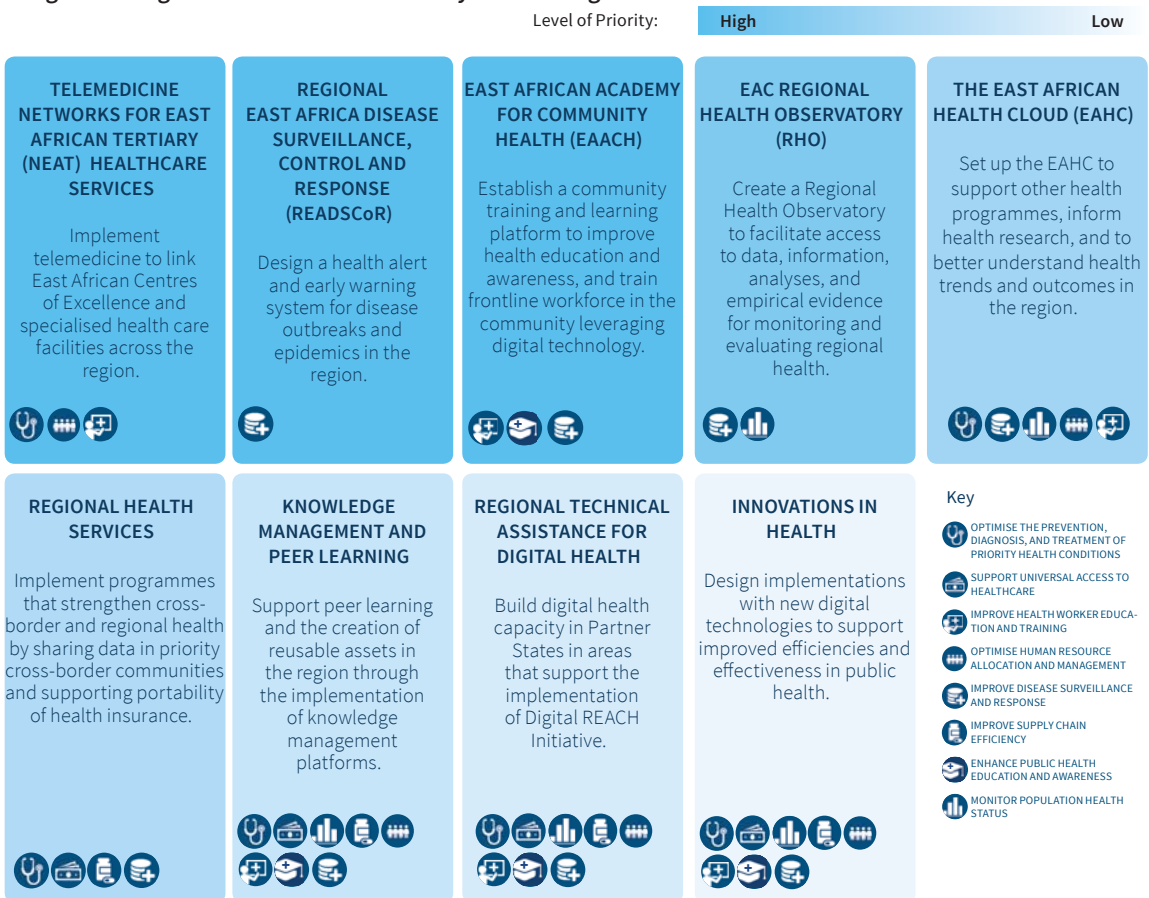 Level of Priority:
High
Low
TELEMEDICINE
NETWORKS FOR EAST
AFRICAN TERTIARY
(NEAT) HEALTHCARE
SERVICES
Implement
telemedicine to link
East African Centres
of Excellence and
specialised health care
facilities across the
region.
REGIONAL
EAST AFRICA DISEASE
SURVEILLANCE,
CONTROL AND
RESPONSE
(READSCoR)
Design a health alert
and early warning
system for disease
outbreaks and
epidemics in the
region.
EAST AFRICAN ACADEMY
FOR COMMUNITY
HEALTH (EAACH)
Establish a community
training and learning
platform to improve
health education and
awareness, and train
frontline workforce in the
community leveraging
digital technology.
EAC REGIONAL
HEALTH OBSERVATORY
(RHO)
Create a Regional
Health Observatory
to facilitate access
to data, information,
analyses, and
empirical evidence
for monitoring and
evaluating regional
health.
THE EAST AFRICAN
HEALTH CLOUD (EAHC)
Set up the EAHC to
support other health
programmes, inform
health research, and to
better understand health
trends and outcomes in
the region.
REGIONAL HEALTH
SERVICES
Implement programmes
that strengthen cross-
border and regional health
by sharing data in priority
cross-border communities
and supporting portability
of health insurance.
KNOWLEDGE
MANAGEMENT AND
PEER LEARNING
Support peer learning
and the creation of
reusable assets in
the region through
the implementation
of knowledge
management
platforms.
REGIONAL TECHNICAL
ASSISTANCE FOR
DIGITAL HEALTH
Build digital health
capacity in Partner
States in areas
that support the
implementation
of Digital REACH
Initiative.
INNOVATIONS IN
HEALTH
Design implementations
with new digital
technologies to support
improved efficiencies and
effectiveness in public
health.
Key
OPTIMISE THE PREVENTION,
DIAGNOSIS, AND TREATMENT OF
PRIORITY HEALTH CONDITIONS
SUPPORT UNIVERSAL ACCESS TO
HEALTHCARE
IMPROVE HEALTH WORKER EDUCA-
TION AND TRAINING
OPTIMISE HUMAN RESOURCE
ALLOCATION AND MANAGEMENT
IMPROVE DISEASE SURVEILLANCE
AND RESPONSE
IMPROVE SUPPLY CHAIN
EFFICIENCY
ENHANCE PUBLIC HEALTH
EDUCATION AND AWARENESS
MONITOR POPULATION HEALTH
STATUS